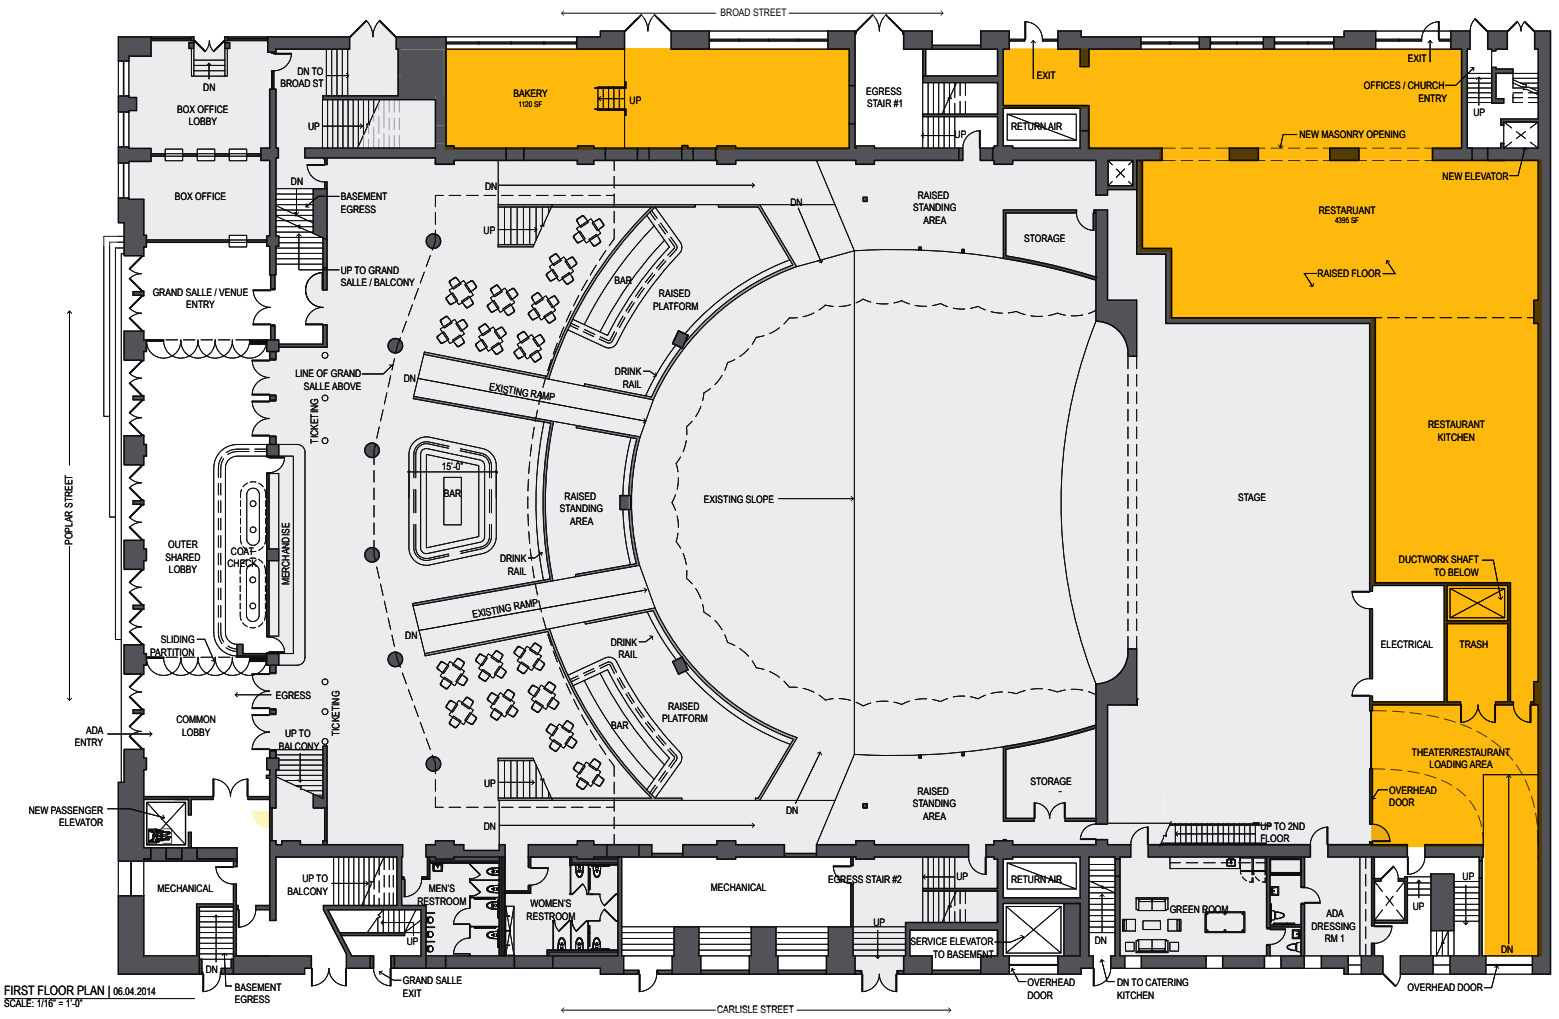 BROAD STREET
DN
BOX OFFICE
LOBBY
DN TO
BROAD ST
UP
BAKERY
1120 SF
UP
EGRESS
STAIR #1
UP
RETURN AIR
EXIT
EXIT
OFFICES / CHURCH
ENTRY
UP
NEW MASONRY OPENING
NEW ELEVATOR
BOX OFFICE
DN
BASEMENT
EGRESS
DN
UP
DN
RAISED
STANDING
AREA
STORAGE
RESTARUANT
4395 SF
RAISED FLOOR
UP TO GRAND
SALLE / BALCONY
GRAND SALLE / VENUE
ENTRY
BAR
RAISED
PLATFORM
LINE OF GRAND
SALLE ABOVE
DN
EXISTING RAMP
DRINK
RAIL
TICKETING
RESTAURANT
KITCHEN
POPLAR STREET
15'-0"
BAR
RAISED
STANDING
AREA
EXISTING SLOPE
STAGE
OUTER
SHARED
LOBBY
COAT
CHECK
MERCHANDISE
DRINK
RAIL
DUCTWORK SHAFT
TO BELOW
EXISTING RAMP
DN
SLIDING
PARTITION
DRINK
RAIL
ELECTRICAL
TRASH
EGRESS
TICKETING
COMMON
LOBBY
ADA
ENTRY
UP TO
BALCONY
BAR
RAISED
PLATFORM
THEATER/RESTAURANT
LOADING AREA
UP
STORAGE
OVERHEAD
DOOR
NEW PASSENGER
ELEVATOR
DN
DN
RAISED
STANDING
AREA
UP TO 2ND
FLOOR
MECHANICAL
UP TO
BALCONY
MEN'S
RESTROOM
WOMEN'S
RESTROOM
MECHANICAL
EGRESS STAIR #2
UP
RETURN AIR
GREEN ROOM
ADA
DRESSING
RM 1
UP
UP
UP
UP
SERVICE ELEVATOR
TO BASEMENT
DN
DN
DN
BASEMENT
EGRESS
GRAND SALLE
EXIT
OVERHEAD
DOOR
DN TO CATERING
KITCHEN
OVERHEAD DOOR
FIRST FLOOR PLAN | 06.04.2014
SCALE: 1/16" = 1'-0"
CARLISLE STREET